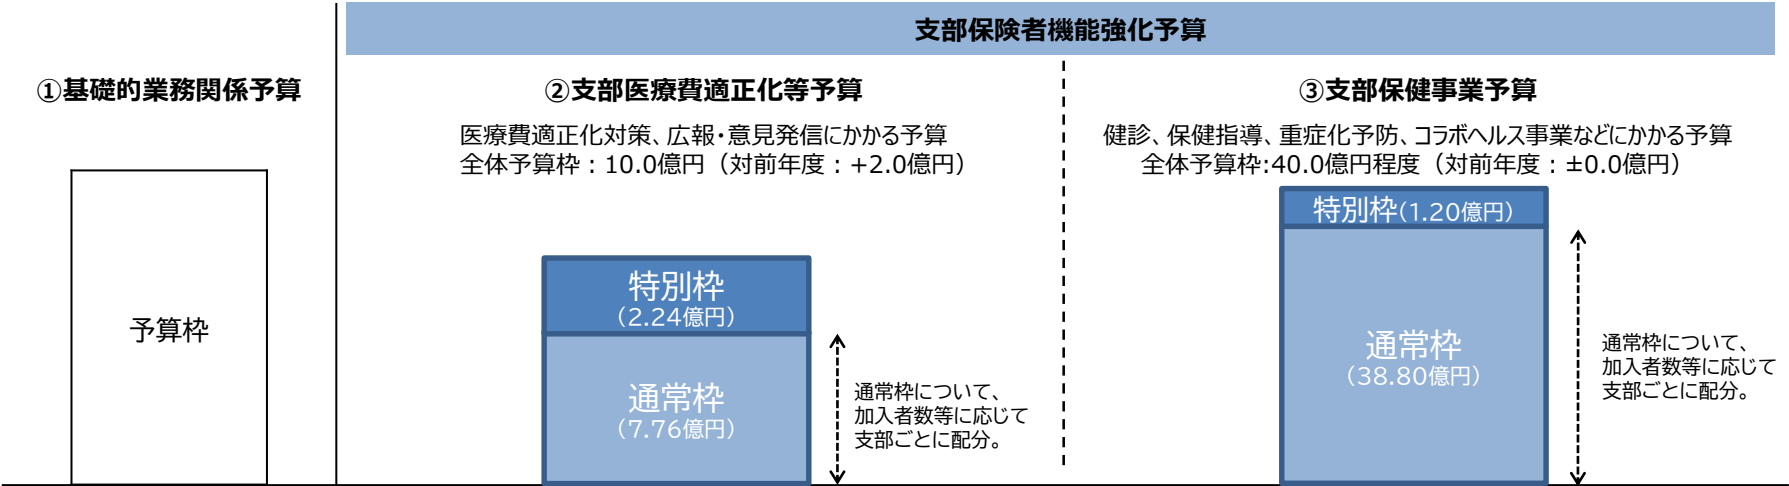 支部保険者機能強化予算
①基礎的業務関係予算
予算枠
②支部医療費適正化等予算
医療費適正化対策、広報・意見発信にかかる予算
全体予算枠：10.0億円（対前年度：+2.0億円）
特別枠
（2.24億円）
通常枠
（7.76億円）
通常枠について、
加入者数等に応じて
支部ごとに配分。
③支部保健事業予算
健診、保健指導、重症化予防、コラボヘルス事業などにかかる予算
全体予算枠:40.0億円程度（対前年度：±0.0億円）
特別枠（1.20億円）
通常枠
（38.80億円）
通常枠について、
加入者数等に応じて
支部ごとに配分。